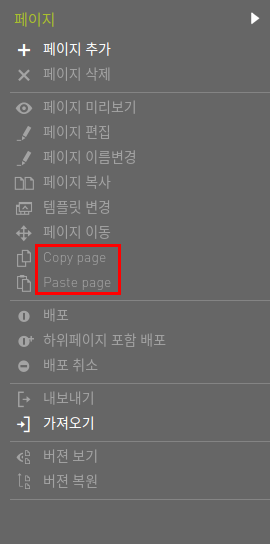 페이지
페이지 추가
페이지 삭제
페이지 미리보기
페이지 편집
페이지 이름변경
페이지 복사
템플릿 변경
페이지 이동
Copy page
Paste page
배포
하위페이지 포함 배포
배포 취소
내보내기
가져오기
버젼 보기
버젼 복원